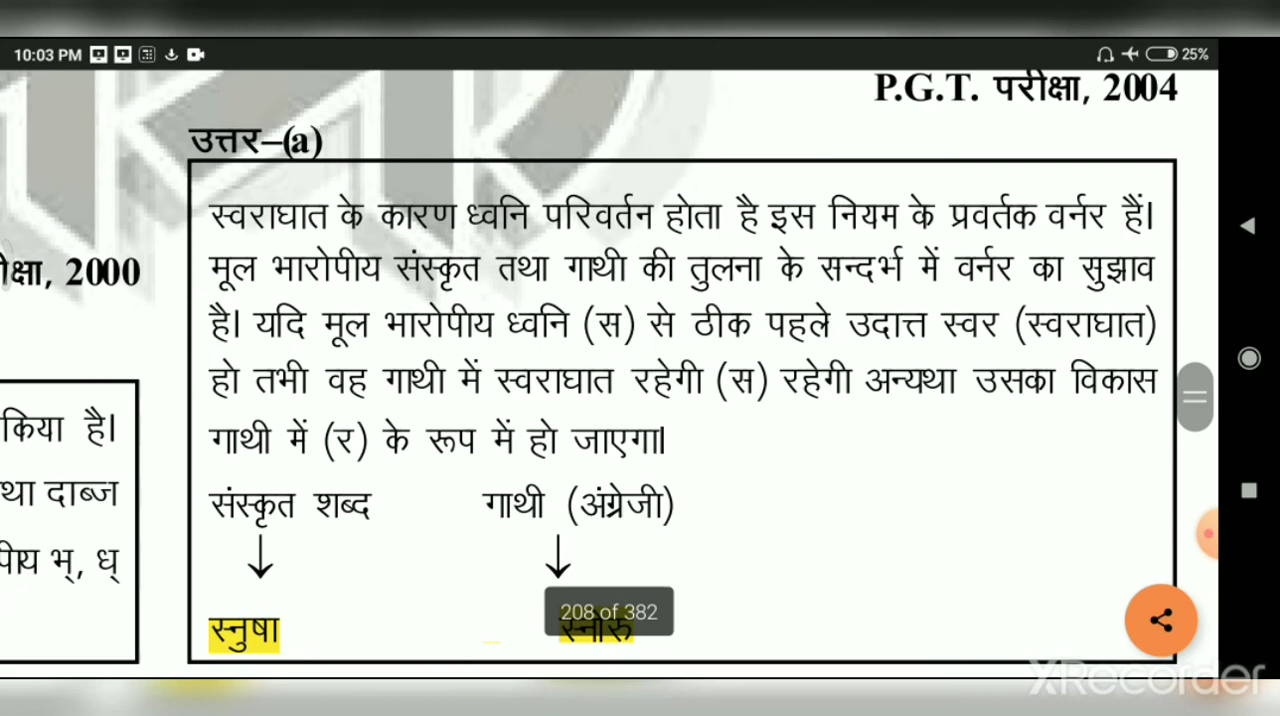 10:03 PM
25%
P.G.T. परीक्षा, 2004
उत्तर–(a)
स्वराघात के कारण ध्वनि परिवर्तन होता है इस नियम के प्रवर्तक वर्नर हैं।
मूल भारोपीय संस्कृत तथा गाथी की तुलना के सन्दर्भ में वर्नर का सुझाव
है। यदि मूल भारोपीय ध्वनि (स) से ठीक पहले उदात्त स्वर (स्वराघात)
हो तभी वह गाथी में स्वराघात रहेगी (स) रहेगी अन्यथा उसका विकास
गाथी में (र) के रूप में हो जाएगा।
संस्कृत शब्द गाथी (अंग्रेजी)
↓ ↓
स्नुषा स्नोरु
208 of 382
2000
किया है।
था दाब्ज
भ्, ध्
XRecorder